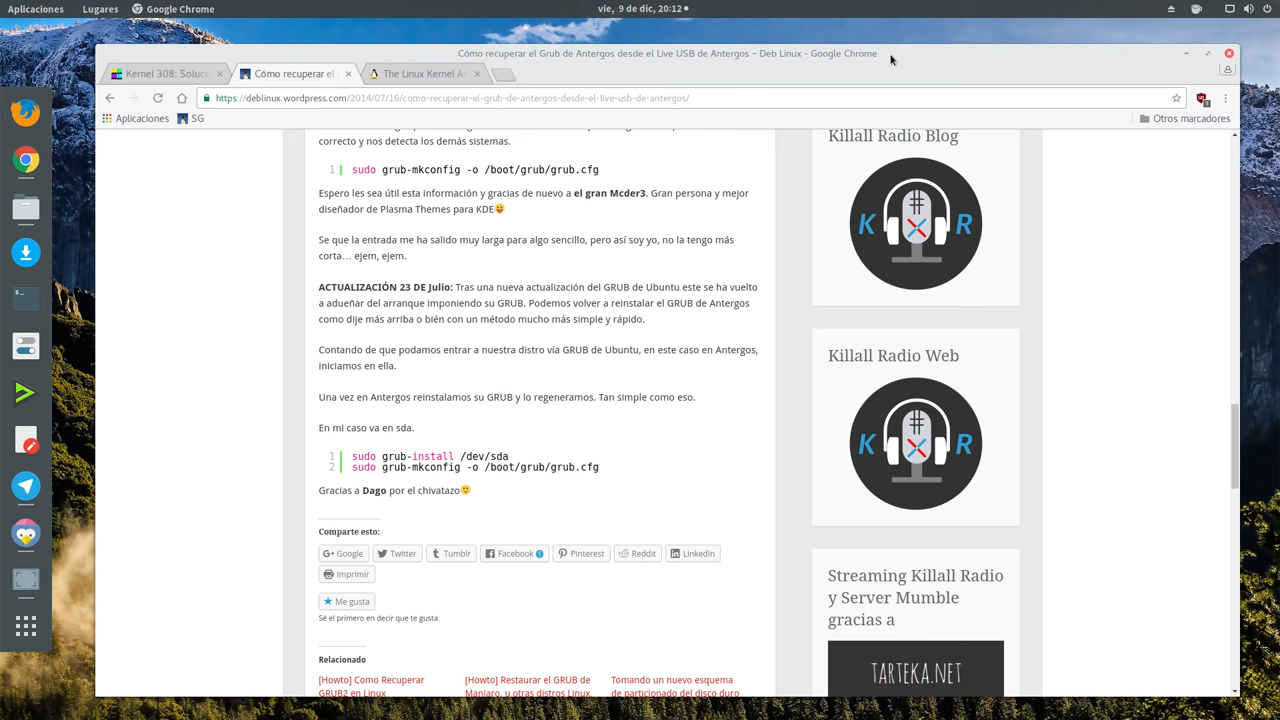 Aplicaciones Lugares Google Chrome vie, 9 de dic, 20:12
Cómo recuperar el Grub de Antergos desde el Live USB de Antergos – Deb Linux - Google Chrome
Kernel 308: Soluci Cómo recuperar el The Linux Kernel Ar
https://deblinux.wordpress.com/2014/07/16/como-recuperar-el-grub-de-antergos-desde-el-live-usb-de-antergos/
Aplicaciones SG Otros marcadores
correcto y nos detecta los demás sistemas.
1 sudo grub-mkconfig -o /boot/grub/grub.cfg
Espero les sea útil esta información y gracias de nuevo a el gran Mcder3. Gran persona y mejor
diseñador de Plasma Themes para KDE😛
Se que la entrada me ha salido muy larga para algo sencillo, pero así soy yo, no la tengo más
corta… ejem, ejem.
ACTUALIZACIÓN 23 DE Julio: Tras una nueva actualización del GRUB de Ubuntu este se ha vuelto
a adueñar del arranque imponiendo su GRUB. Podemos volver a reinstalar el GRUB de Antergos
como dije más arriba o bién con un método mucho más simple y rápido.
Contando de que podamos entrar a nuestra distro vía GRUB de Ubuntu, en este caso en Antergos,
iniciamos en ella.
Una vez en Antergos reinstalamos su GRUB y lo regeneramos. Tan simple como eso.
En mi caso va en sda.
1 sudo grub-install /dev/sda
2 sudo grub-mkconfig -o /boot/grub/grub.cfg
Gracias a Dago por el chivatazo🙂
Comparte esto:
Google Twitter Tumblr Facebook 1 Pinterest Reddit LinkedIn
Imprimir
Me gusta
Sé el primero en decir que te gusta.
Relacionado
[Howto] Como Recuperar
GRUB2 en Linux
[Howto] Restaurar el GRUB de
Manjaro, u otras distros Linux,
Tomando un nuevo esquema
de particionado del disco duro
Killall Radio Blog
K R
Killall Radio Web
K R
Streaming Killall Radio
y Server Mumble
gracias a
TARTEKA.NET